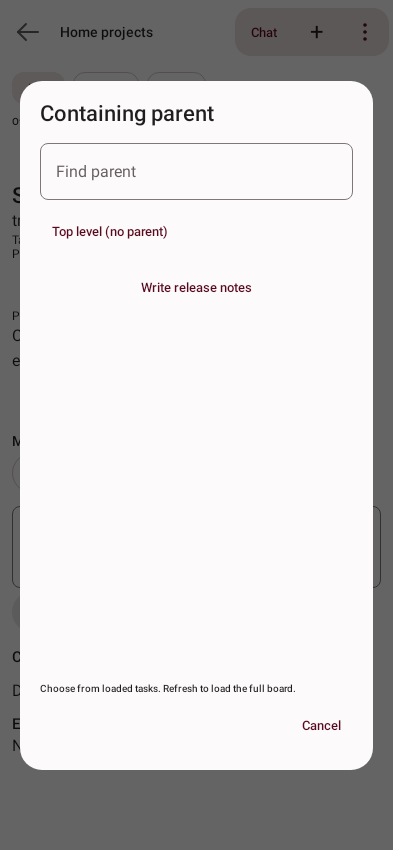 Home projects
Chat
Containing parent
Find parent
Top level (no parent)
Write release notes
Choose from loaded tasks. Refresh to load the full board.
Cancel